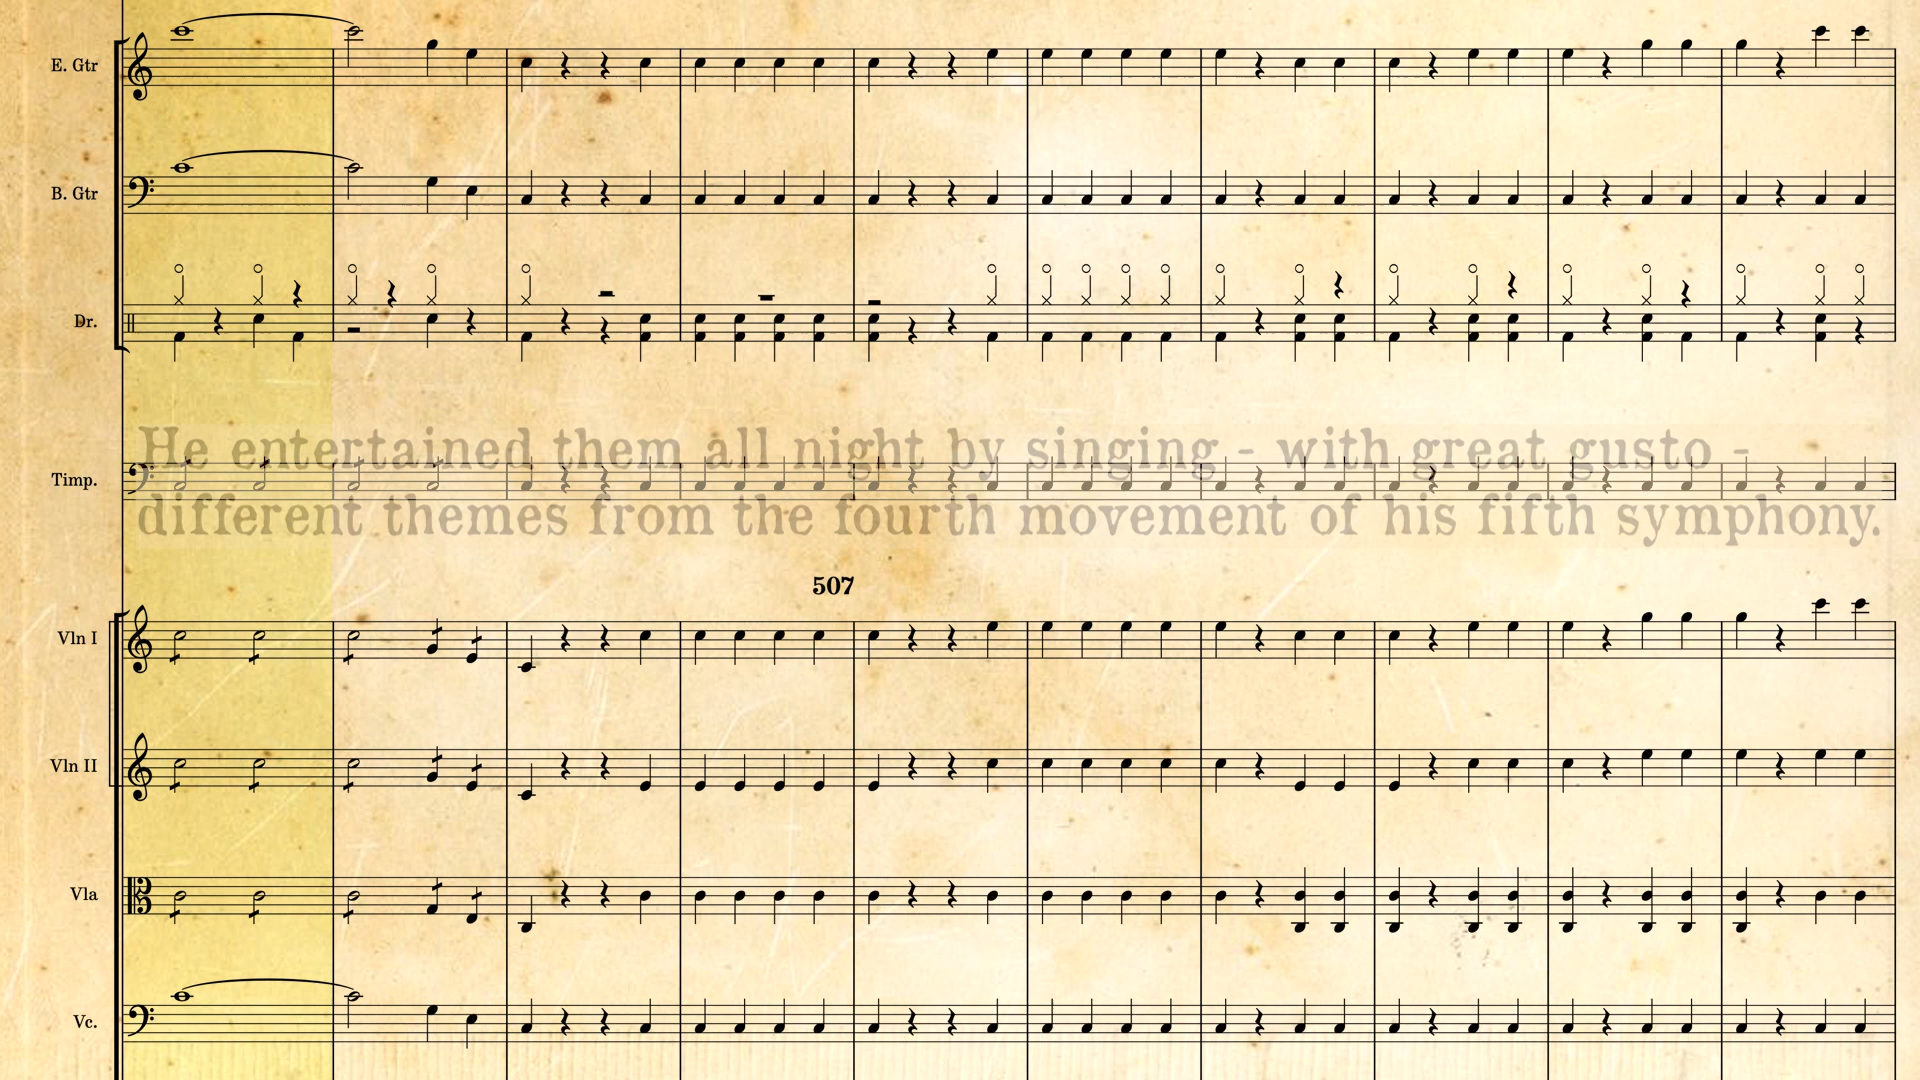 E. Gtr
B. Gtr
Dr.
Timp.
He entertained them all night by singing - with great gusto -
different themes from the fourth movement of his fifth symphony.
507
Vln I
Vln II
Vla
Vc.